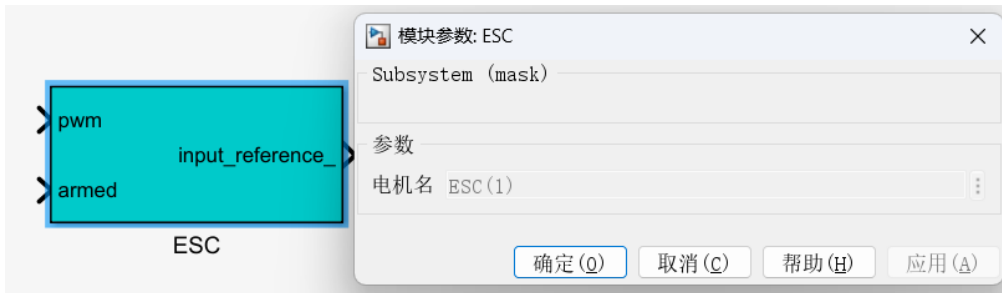 模块参数: ESC
Subsystem (mask)
pwm
input_reference_
armed
ESC
参数
电机名 ESC(1)
确定(O) 取消(C) 帮助(H) 应用(A)